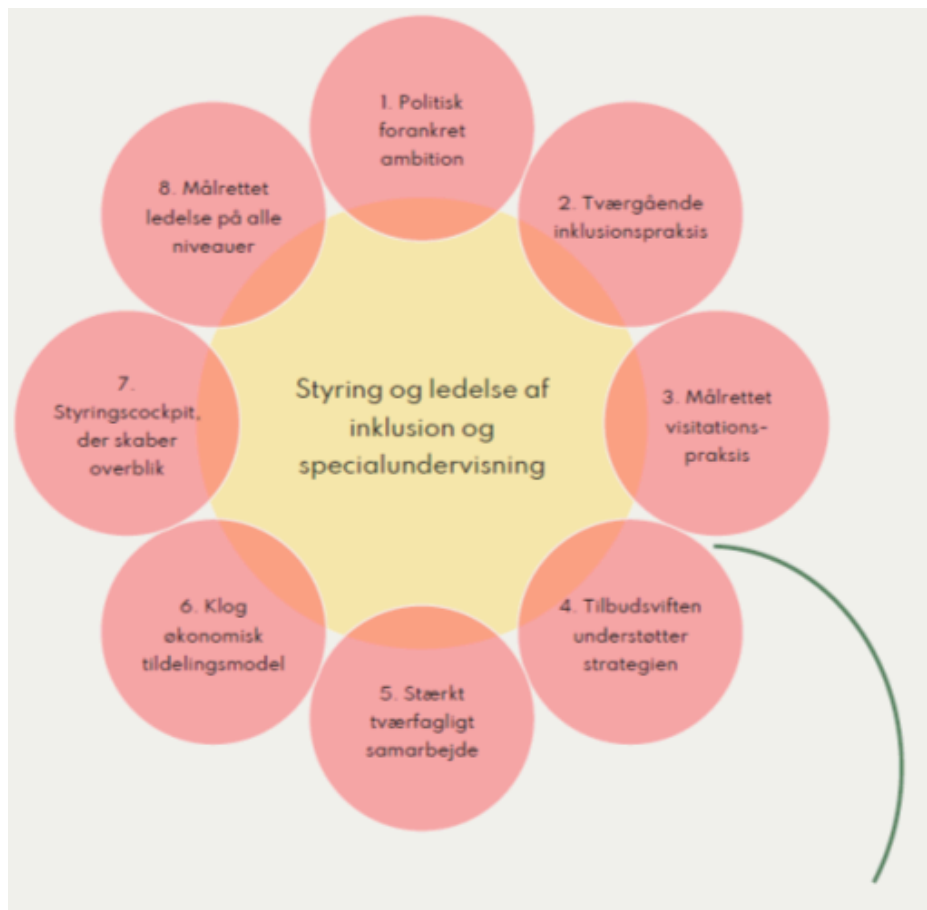 1. Politisk
forankret
ambition
2. Tværgående
inklusionspraksis
3. Målrettet
visitations-
praksis
4. Tilbudsviften
understøtter
strategien
5. Stærkt
tværfagligt
samarbejde
6. Klog
økonomisk
tildelingsmodel
7.
Styringscockpit,
der skaber
overblik
8. Målrettet
ledelse på alle
niveauer
Styring og ledelse af
inklusion og
specialundervisning